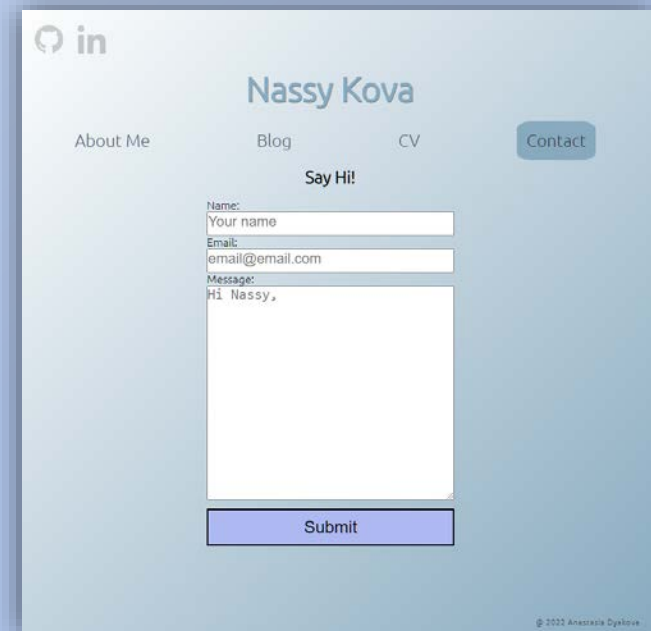 in
Nassy Kova
About Me Blog CV Contact
Say Hi!
Name:
Your name
Email:
email@email.com
Message:
Hi Nassy,
Submit
@ 2022 Anastasia Dyakova